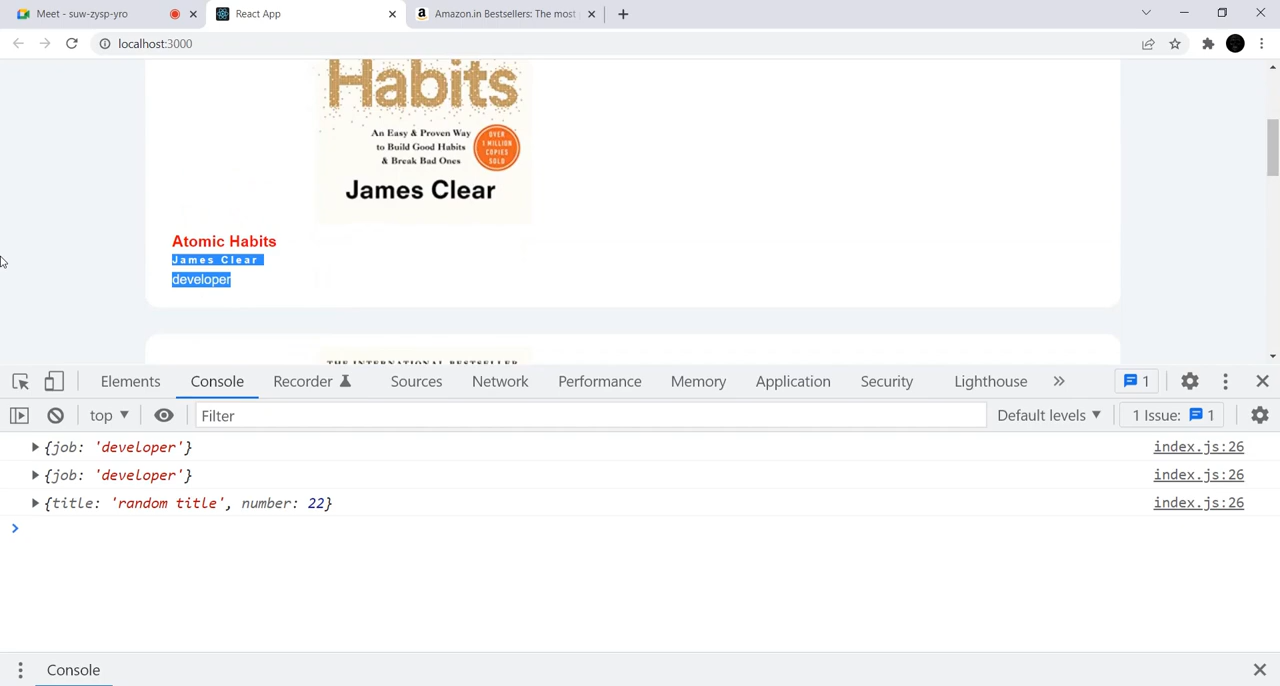 Meet - suw-zysp-yro
React App
Amazon.in Bestsellers: The most
localhost:3000
Habits
An Easy & Proven Way
to Build Good Habits
& Break Bad Ones
OVER
1 MILLION
COPIES
SOLD
James Clear
Atomic Habits
James Clear
developer
THE INTERNATIONAL BESTSELLER
Elements Console Recorder Sources Network Performance Memory Application Security Lighthouse 1
top Filter Default levels 1 Issue: 1
{job: 'developer'} index.js:26
{job: 'developer'} index.js:26
{title: 'random title', number: 22} index.js:26
Console